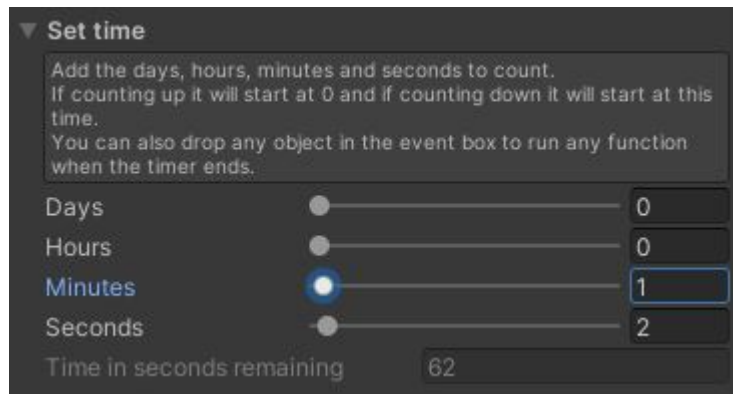 Set time
Add the days, hours, minutes and seconds to count.
If counting up it will start at 0 and if counting down it will start at this
time.
You can also drop any object in the event box to run any function
when the timer ends.
Days 0
Hours 0
Minutes 1
Seconds 2
Time in seconds remaining 62